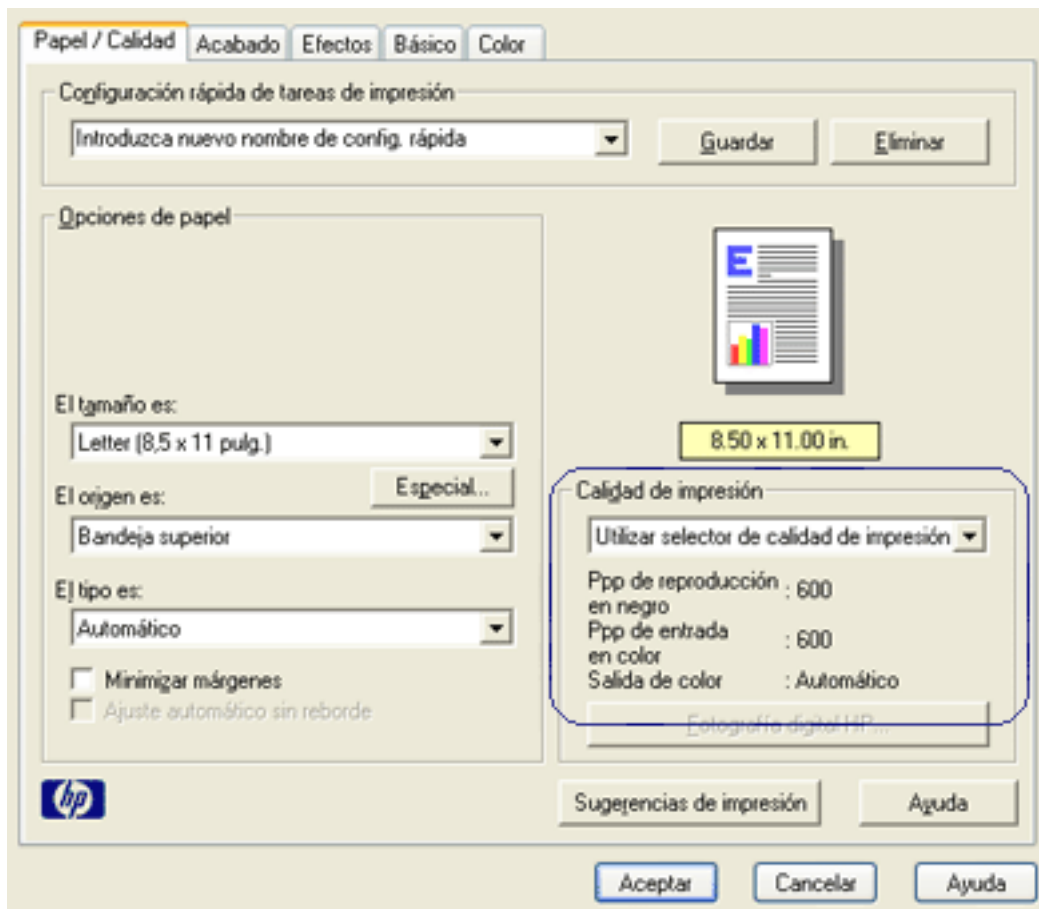 Papel / Calidad
Acabado
Efectos
Básico
Color
Configuración rápida de tareas de impresión
Introduzca nuevo nombre de config. rápida
Guardar
Eliminar
Opciones de papel
El tamaño es:
Letter (8,5 x 11 pulg.)
Especial...
El origen es:
Bandeja superior
El tipo es:
Automático
Minimizar márgenes
Ajuste automático sin reborde
E
8.50 x 11.00 in.
Calidad de impresión
Utilizar selector de calidad de impresión
Ppp de reproducción
en negro : 600
Ppp de entrada
en color : 600
Salida de color : Automático
Fotografía digital HP...
hp
Sugerencias de impresión
Ayuda
Aceptar
Cancelar
Ayuda